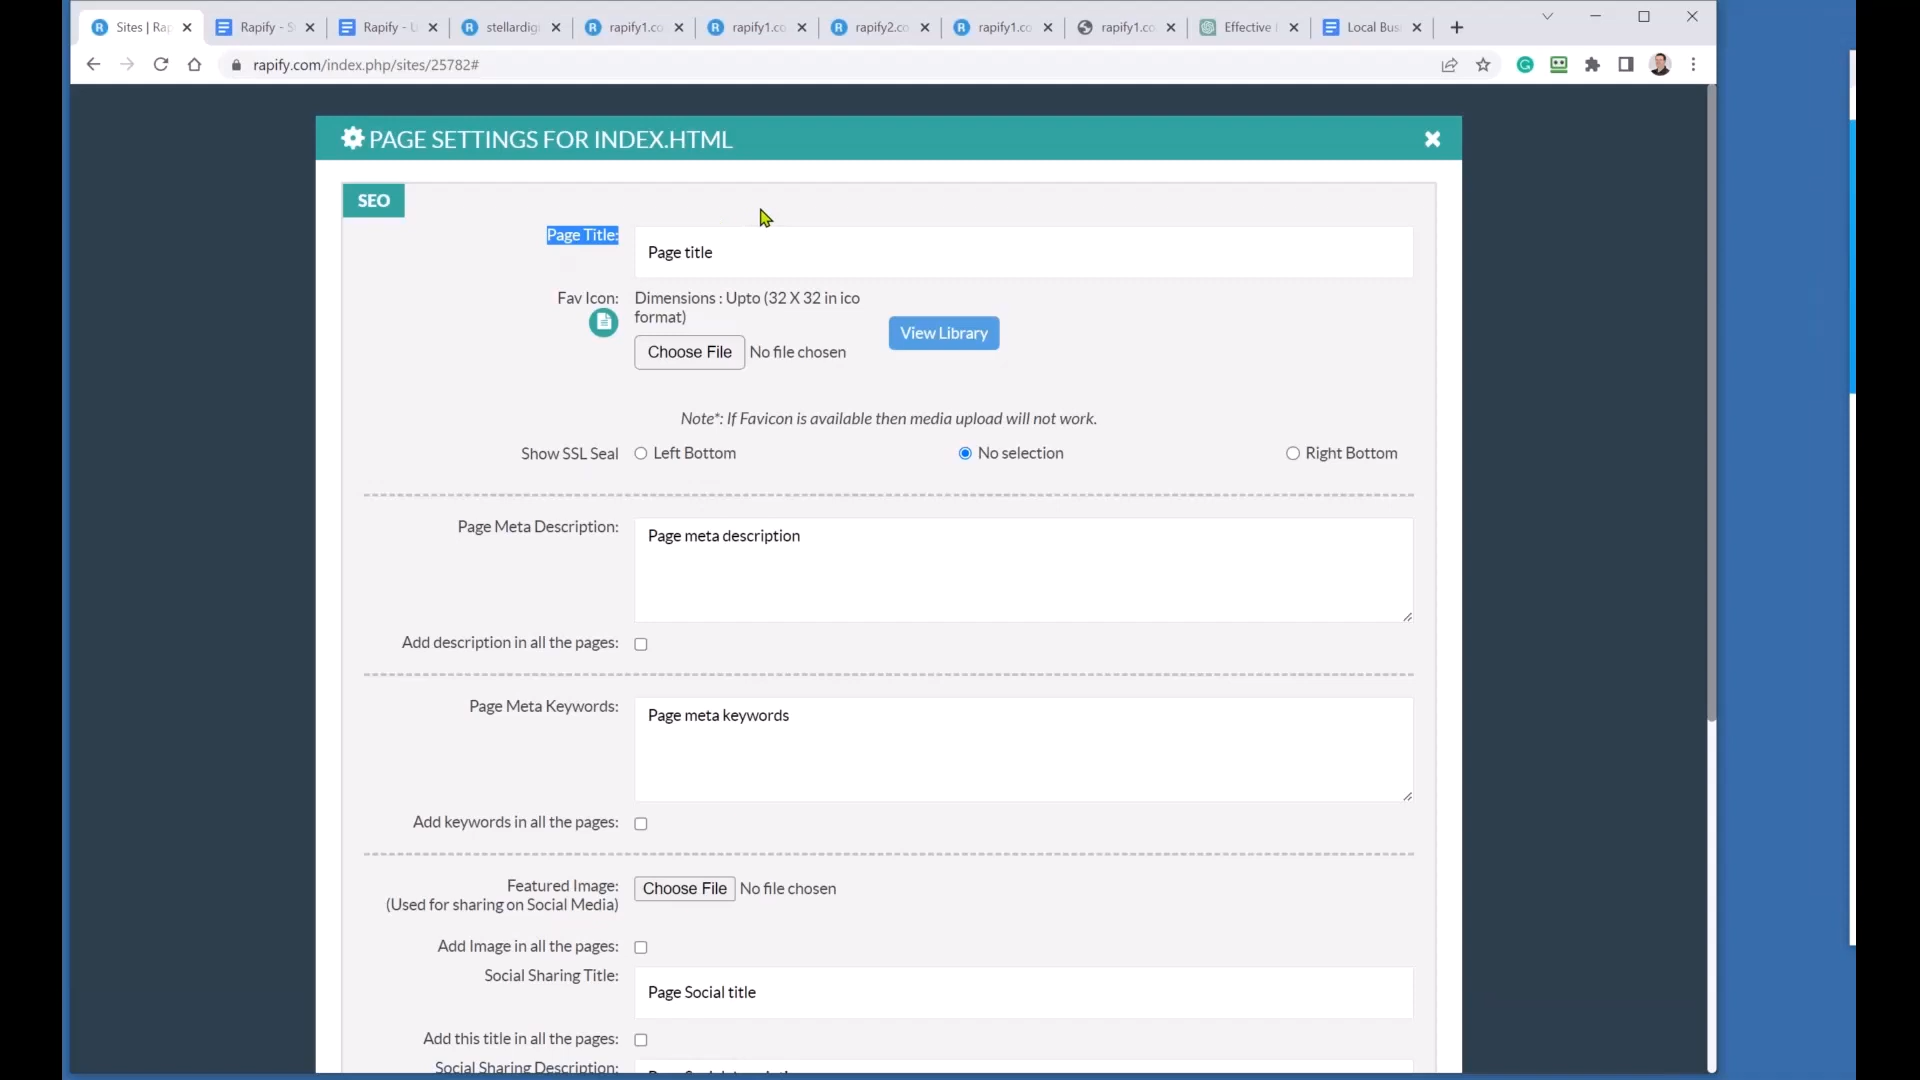 Sites | Rap
Rapify - S
Rapify - U
stellardigi
rapify1.co
rapify1.co
rapify2.co
rapify1.co
rapify1.co
Effective
Local Busi
rapify.com/index.php/sites/25782#
PAGE SETTINGS FOR INDEX.HTML
SEO
Page Title:
Page title
Fav Icon:
Dimensions : Upto (32 X 32 in ico
format)
Choose File No file chosen
View Library
Note*: If Favicon is available then media upload will not work.
Show SSL Seal
Left Bottom
No selection
Right Bottom
Page Meta Description:
Page meta description
Add description in all the pages:
Page Meta Keywords:
Page meta keywords
Add keywords in all the pages:
Featured Image:
(Used for sharing on Social Media)
Choose File No file chosen
Add Image in all the pages:
Social Sharing Title:
Page Social title
Add this title in all the pages:
Social Sharing Description: